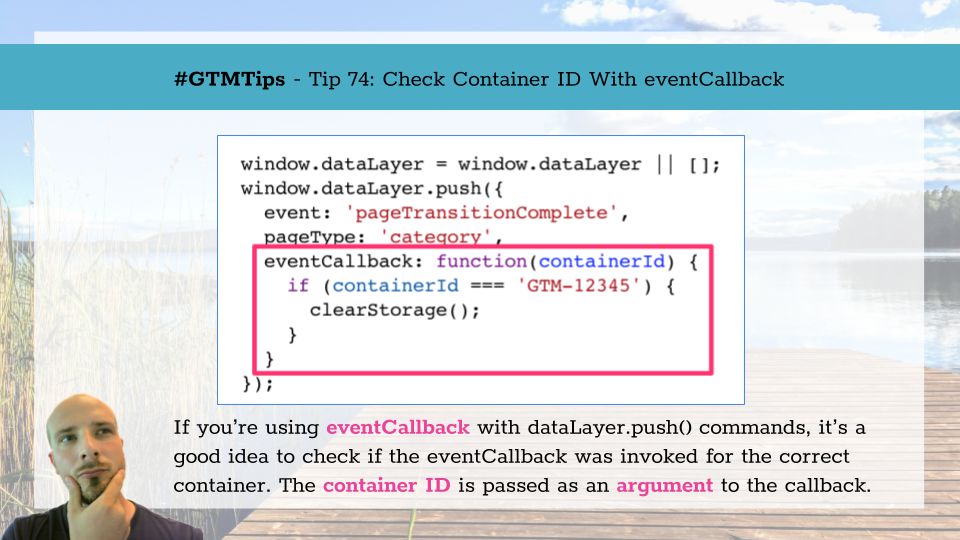 #GTMTips - Tip 74: Check Container ID With eventCallback
window.dataLayer = window.dataLayer || [];
window.dataLayer.push({
  event: 'pageTransitionComplete',
  pageType: 'category',
  eventCallback: function(containerId) {
    if (containerId === 'GTM-12345') {
      clearStorage();
    }
  }
});
If you’re using eventCallback with dataLayer.push() commands, it’s a
good idea to check if the eventCallback was invoked for the correct
container. The container ID is passed as an argument to the callback.